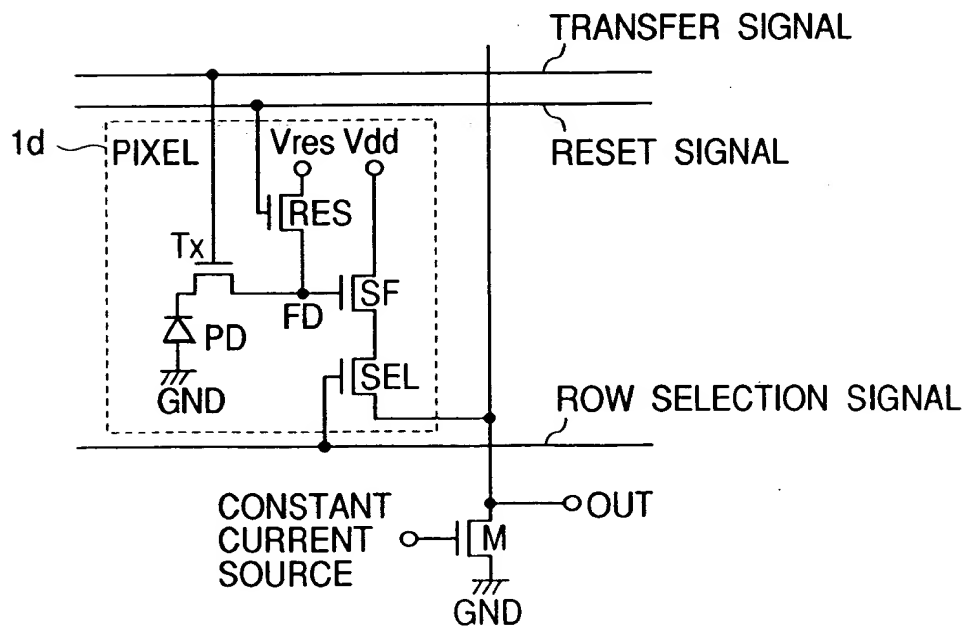 TRANSFER SIGNAL
RESET SIGNAL
1d
PIXEL
Vres Vdd
RES
Tx
SF
FD
PD
SEL
GND
ROW SELECTION SIGNAL
OUT
CONSTANT
CURRENT
SOURCE
M
GND